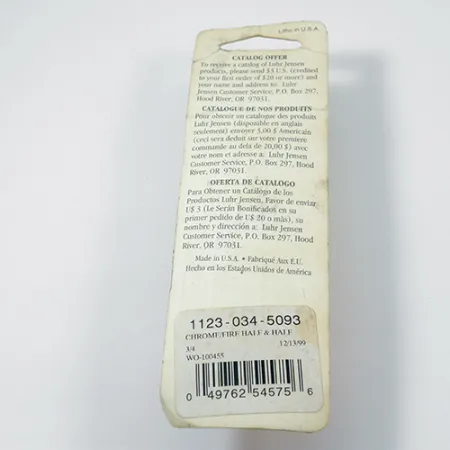 Litho in U.S.A.
CATALOG OFFER
To receive a catalog of Luhr Jensen
products, please send $3 U.S. (credited
in your first order of $20 or more) and
your name and address to: Luhr
Jensen Customer Service, P.O. Box 297,
Hood River, OR 97031.
CATALOGUE DE NOS PRODUITS
Pour obtenir un catalogue des produits
Luhr Jensen (disponible en anglais
seulement) envoyer 5,00 $ Americain
(ceci sera deduit sur votre premiere
commande au dela de 20,00 $) avec
votre nom et adresse a: Luhr Jensen
Customer Service, P.O. Box 297, Hood
River, OR 97031.
OFERTA DE CATALOGO
Para Obtener un Catálogo de los
Productos Luhr Jensen, Favor de enviar
U$ 3 (Le Serán Bonificados en su
primer pedido de U$ 20 o más), su
nombre y dirección a: Luhr Jensen
Customer Service, P.O. Box 297, Hood
River, OR 97031.
Made in U.S.A. • Fabriqué Aux E.U.
Hecho en los Estados Unidos de América
1123-034-5093
CHROME/FIRE HALF & HALF
3/4 12/13/99
WO-100455
0 49762 54575 6